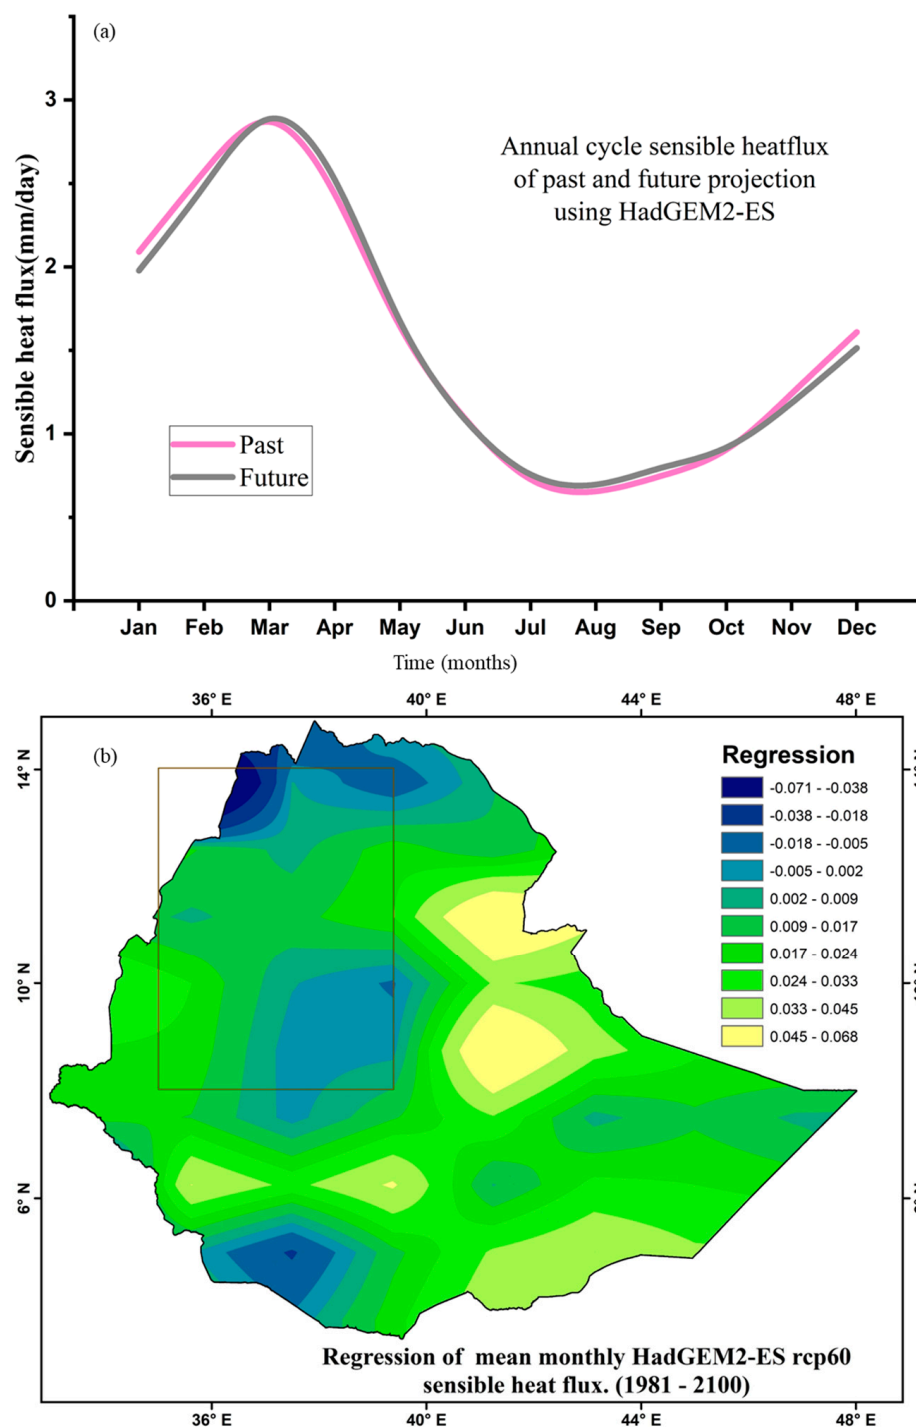 (a)
3
2
1
0
Sensible heat flux(mm/day)
Annual cycle sensible heatflux
of past and future projection
using HadGEM2-ES
Past
Future
Jan Feb Mar Apr May Jun Jul Aug Sep Oct Nov Dec
Time (months)
36° E 40° E 44° E 48° E
(b)
14° N
10° N
6° N
Regression
-0.071 - -0.038
-0.038 - -0.018
-0.018 - -0.005
-0.005 - 0.002
0.002 - 0.009
0.009 - 0.017
0.017 - 0.024
0.024 - 0.033
0.033 - 0.045
0.045 - 0.068
Regression of mean monthly HadGEM2-ES rcp60
sensible heat flux. (1981 - 2100)
36° E 40° E 44° E 48° E